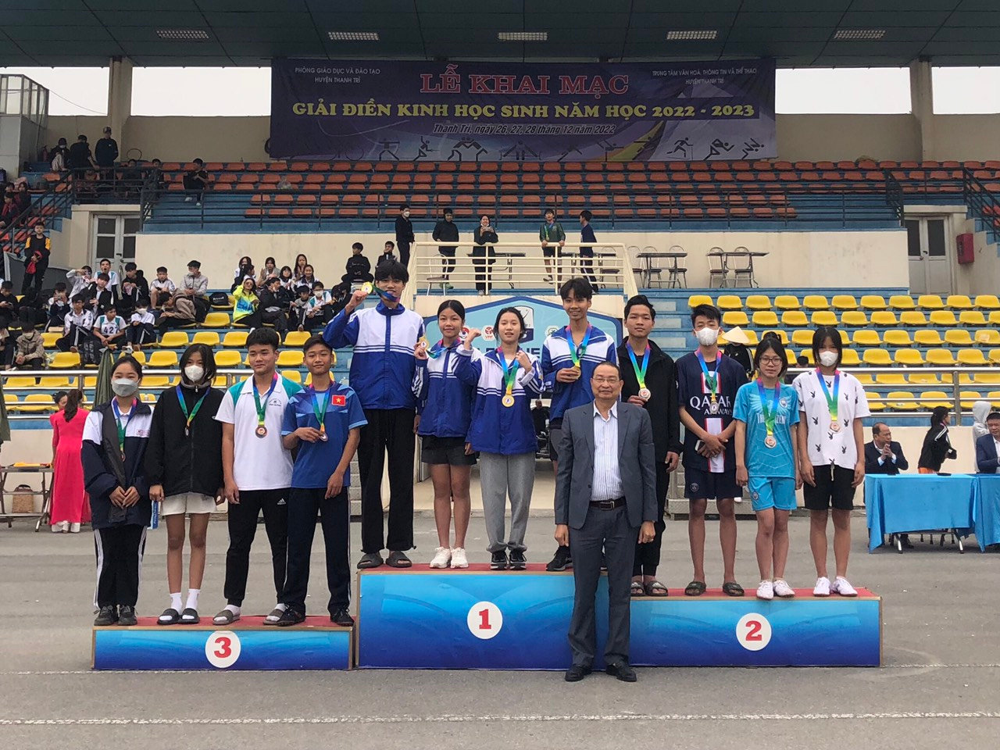 PHÒNG GIÁO DỤC VÀ ĐÀO TẠO
HUYỆN THANH TRÌ
TRUNG TÂM VĂN HOÁ, THÔNG TIN VÀ THỂ THAO
HUYỆN THANH TRÌ
LỄ KHAI MẠC
GIẢI ĐIỀN KINH HỌC SINH NĂM HỌC 2022 - 2023
Thanh Trì, ngày 26, 27, 28 tháng 12 năm 2022
422
QATAR
AIRWAYS
3
1
2